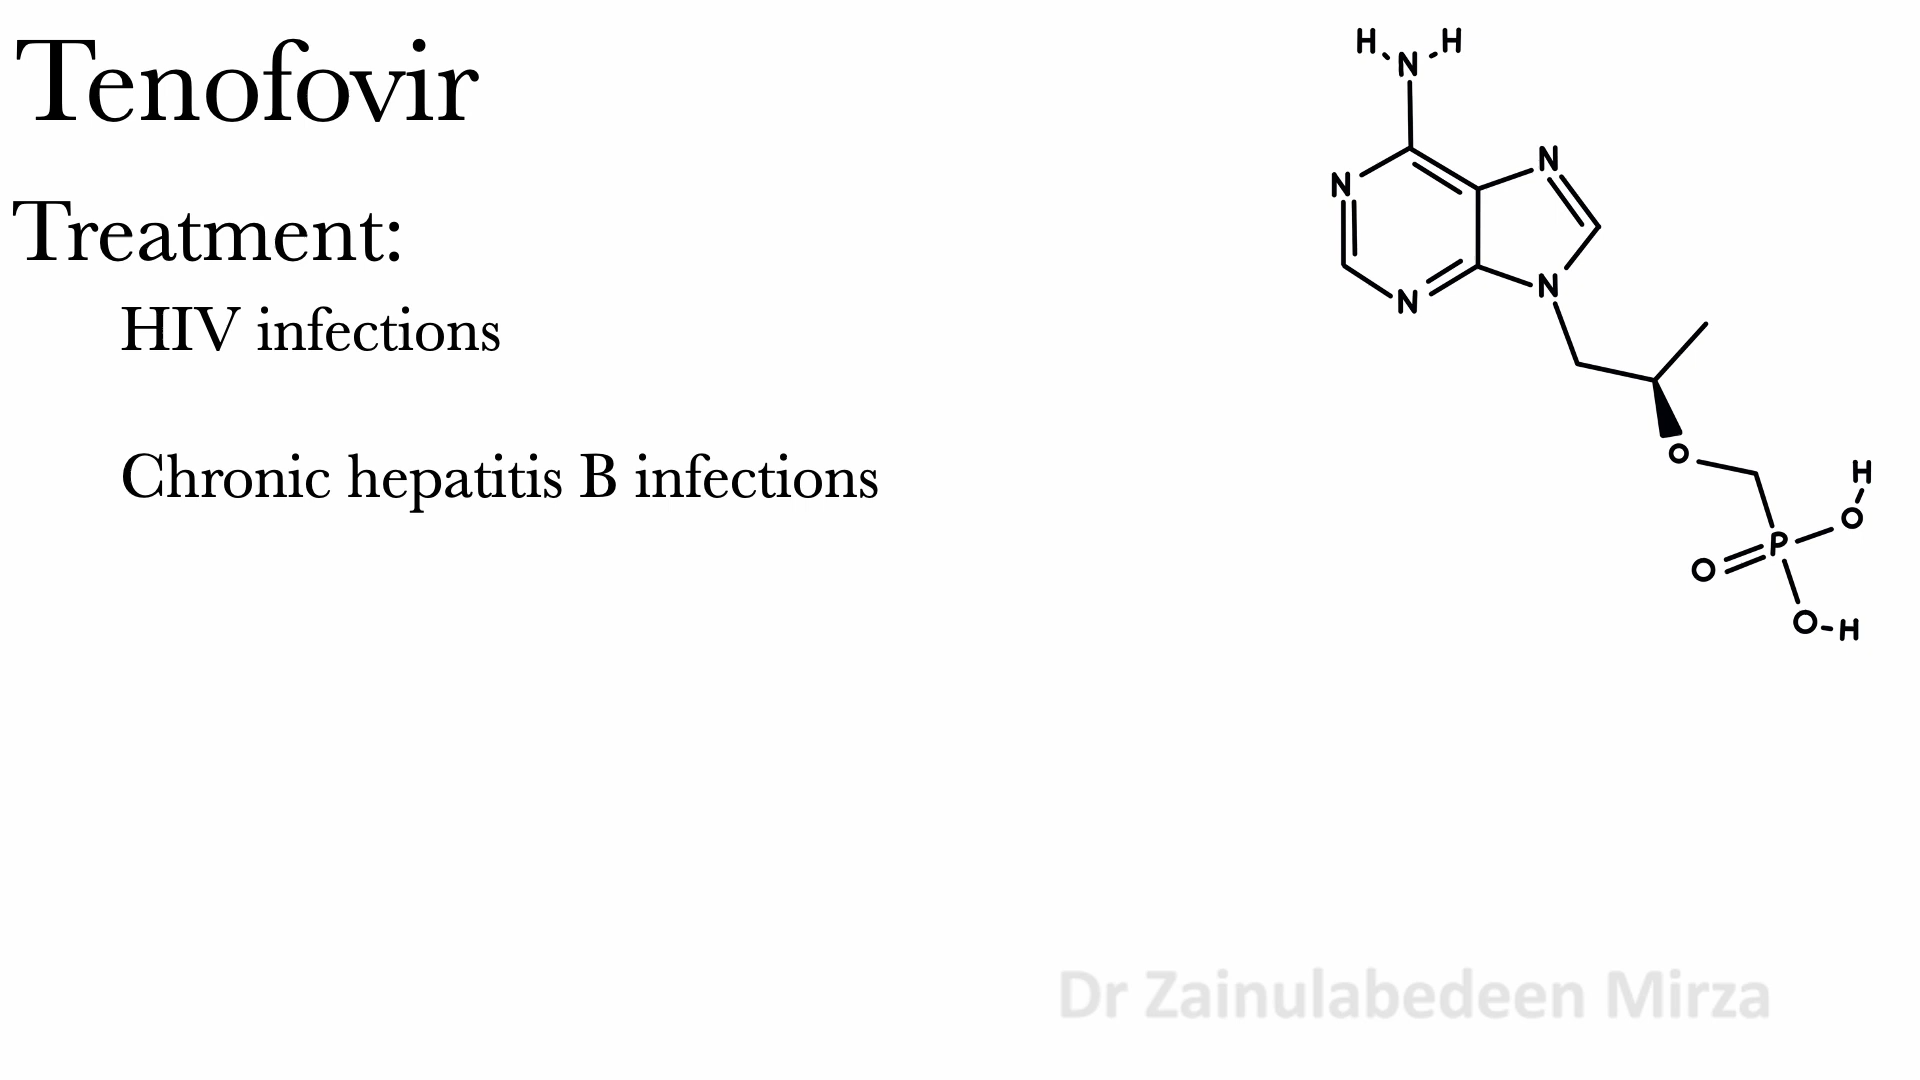 Tenofovir
Treatment:
HIV infections
Chronic hepatitis B infections
H
H
N
N
N
N
N
O
H
O
P
O
O
H
Dr Zainulabedeen Mirza